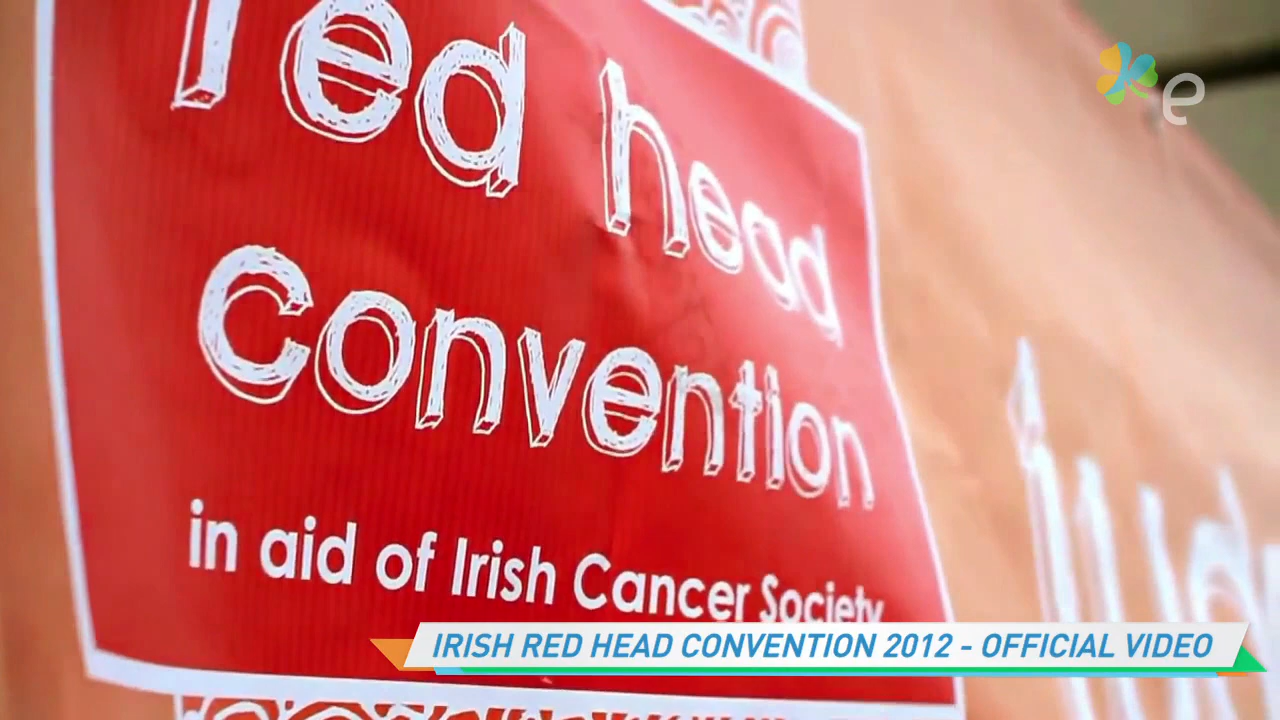 red head
convention
in aid of Irish Cancer Society
e
IRISH RED HEAD CONVENTION 2012 - OFFICIAL VIDEO